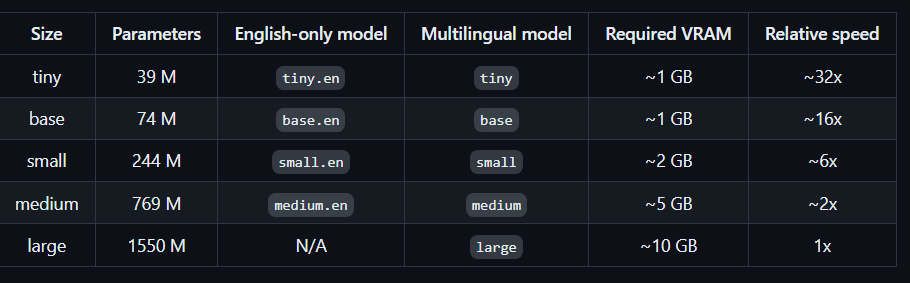 Size Parameters English-only model Multilingual model Required VRAM Relative speed
tiny 39 M tiny.en tiny ~1 GB ~32x
base 74 M base.en base ~1 GB ~16x
small 244 M small.en small ~2 GB ~6x
medium 769 M medium.en medium ~5 GB ~2x
large 1550 M N/A large ~10 GB 1x